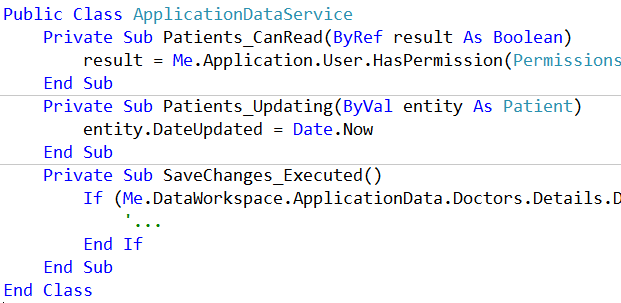 Public Class ApplicationDataService
Private Sub Patients_CanRead(ByRef result As Boolean)
result = Me.Application.User.HasPermission(Permissions
End Sub
Private Sub Patients_Updating(ByVal entity As Patient)
entity.DateUpdated = Date.Now
End Sub
Private Sub SaveChanges_Executed()
If (Me.DataWorkspace.ApplicationData.Doctors.Details.D
'...
End If
End Sub
End Class